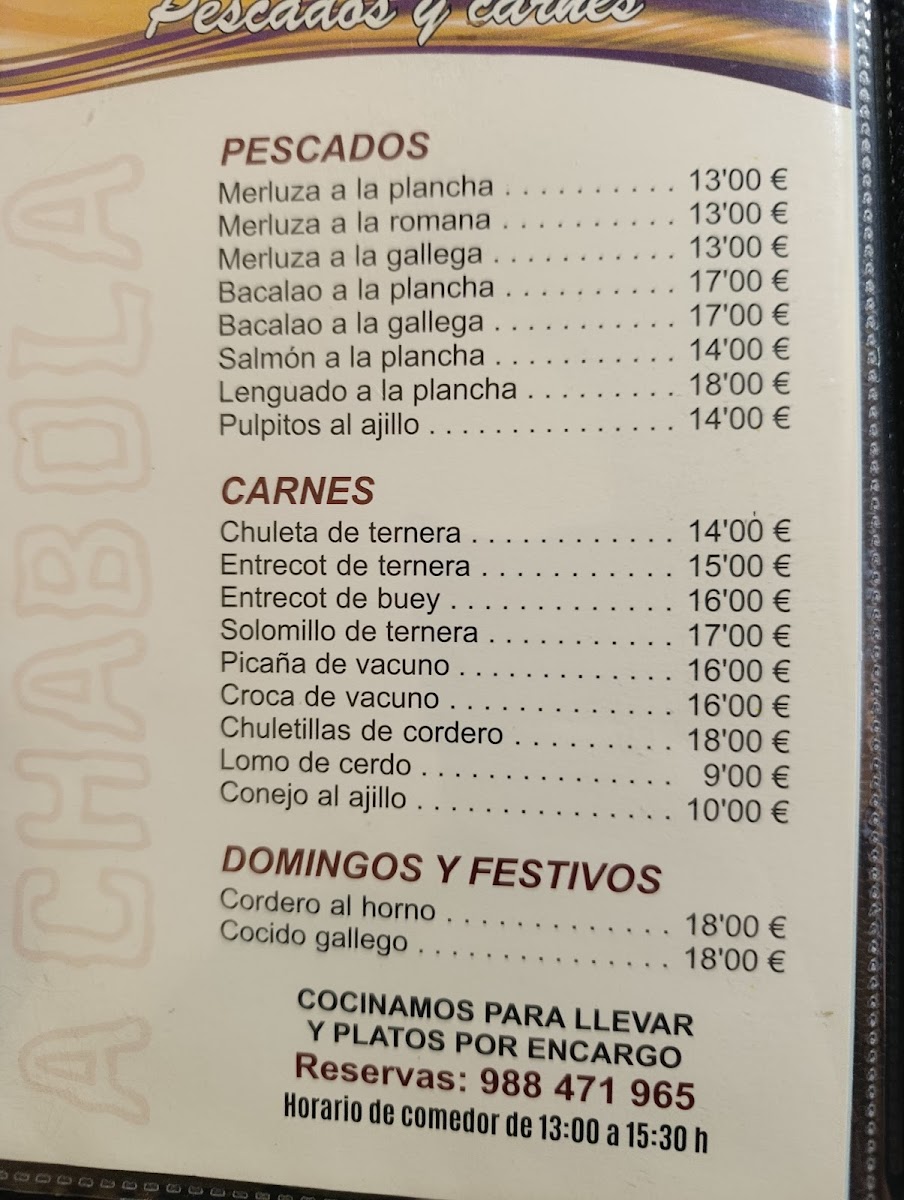 Pescados y carnes
PESCADOS
Merluza a la plancha . . . . . . . . . . 13'00 €
Merluza a la romana . . . . . . . . . . 13'00 €
Merluza a la gallega . . . . . . . . . . . 13'00 €
Bacalao a la plancha . . . . . . . . . . 17'00 €
Bacalao a la gallega . . . . . . . . . . . 17'00 €
Salmón a la plancha . . . . . . . . . . . 14'00 €
Lenguado a la plancha . . . . . . . . . 18'00 €
Pulpitos al ajillo . . . . . . . . . . . . . . . 14'00 €
CARNES
Chuleta de ternera . . . . . . . . . . . . 14'00 €
Entrecot de ternera . . . . . . . . . . . 15'00 €
Entrecot de buey . . . . . . . . . . . . . 16'00 €
Solomillo de ternera . . . . . . . . . . . 17'00 €
Picaña de vacuno . . . . . . . . . . . . . 16'00 €
Croca de vacuno . . . . . . . . . . . . . 16'00 €
Chuletillas de cordero . . . . . . . . . . 18'00 €
Lomo de cerdo . . . . . . . . . . . . . . . 9'00 €
Conejo al ajillo . . . . . . . . . . . . . . . 10'00 €
DOMINGOS Y FESTIVOS
Cordero al horno . . . . . . . . . . . . . 18'00 €
Cocido gallego . . . . . . . . . . . . . . . 18'00 €
COCINAMOS PARA LLEVAR
Y PLATOS POR ENCARGO
Reservas: 988 471 965
Horario de comedor de 13:00 a 15:30 h
A CHABOLA